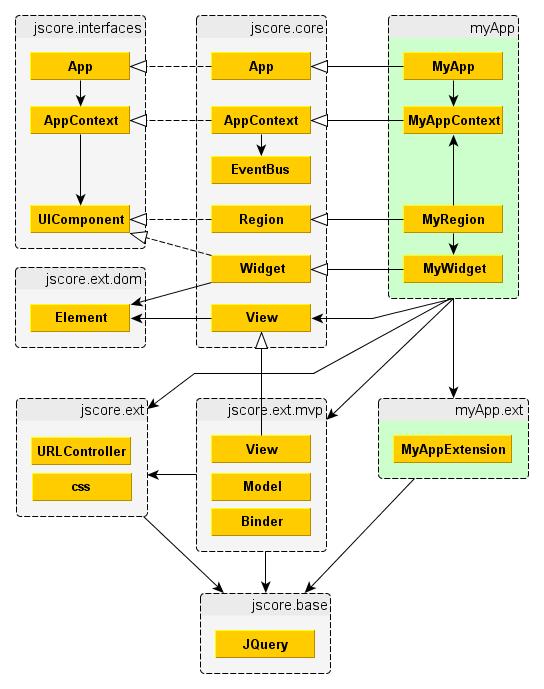 jscore.interfaces
App
AppContext
UIComponent
jscore.core
App
AppContext
EventBus
Region
Widget
View
myApp
MyApp
MyAppContext
MyRegion
MyWidget
jscore.ext.dom
Element
jscore.ext
URLController
css
jscore.ext.mvp
View
Model
Binder
myApp.ext
MyAppExtension
jscore.base
JQuery